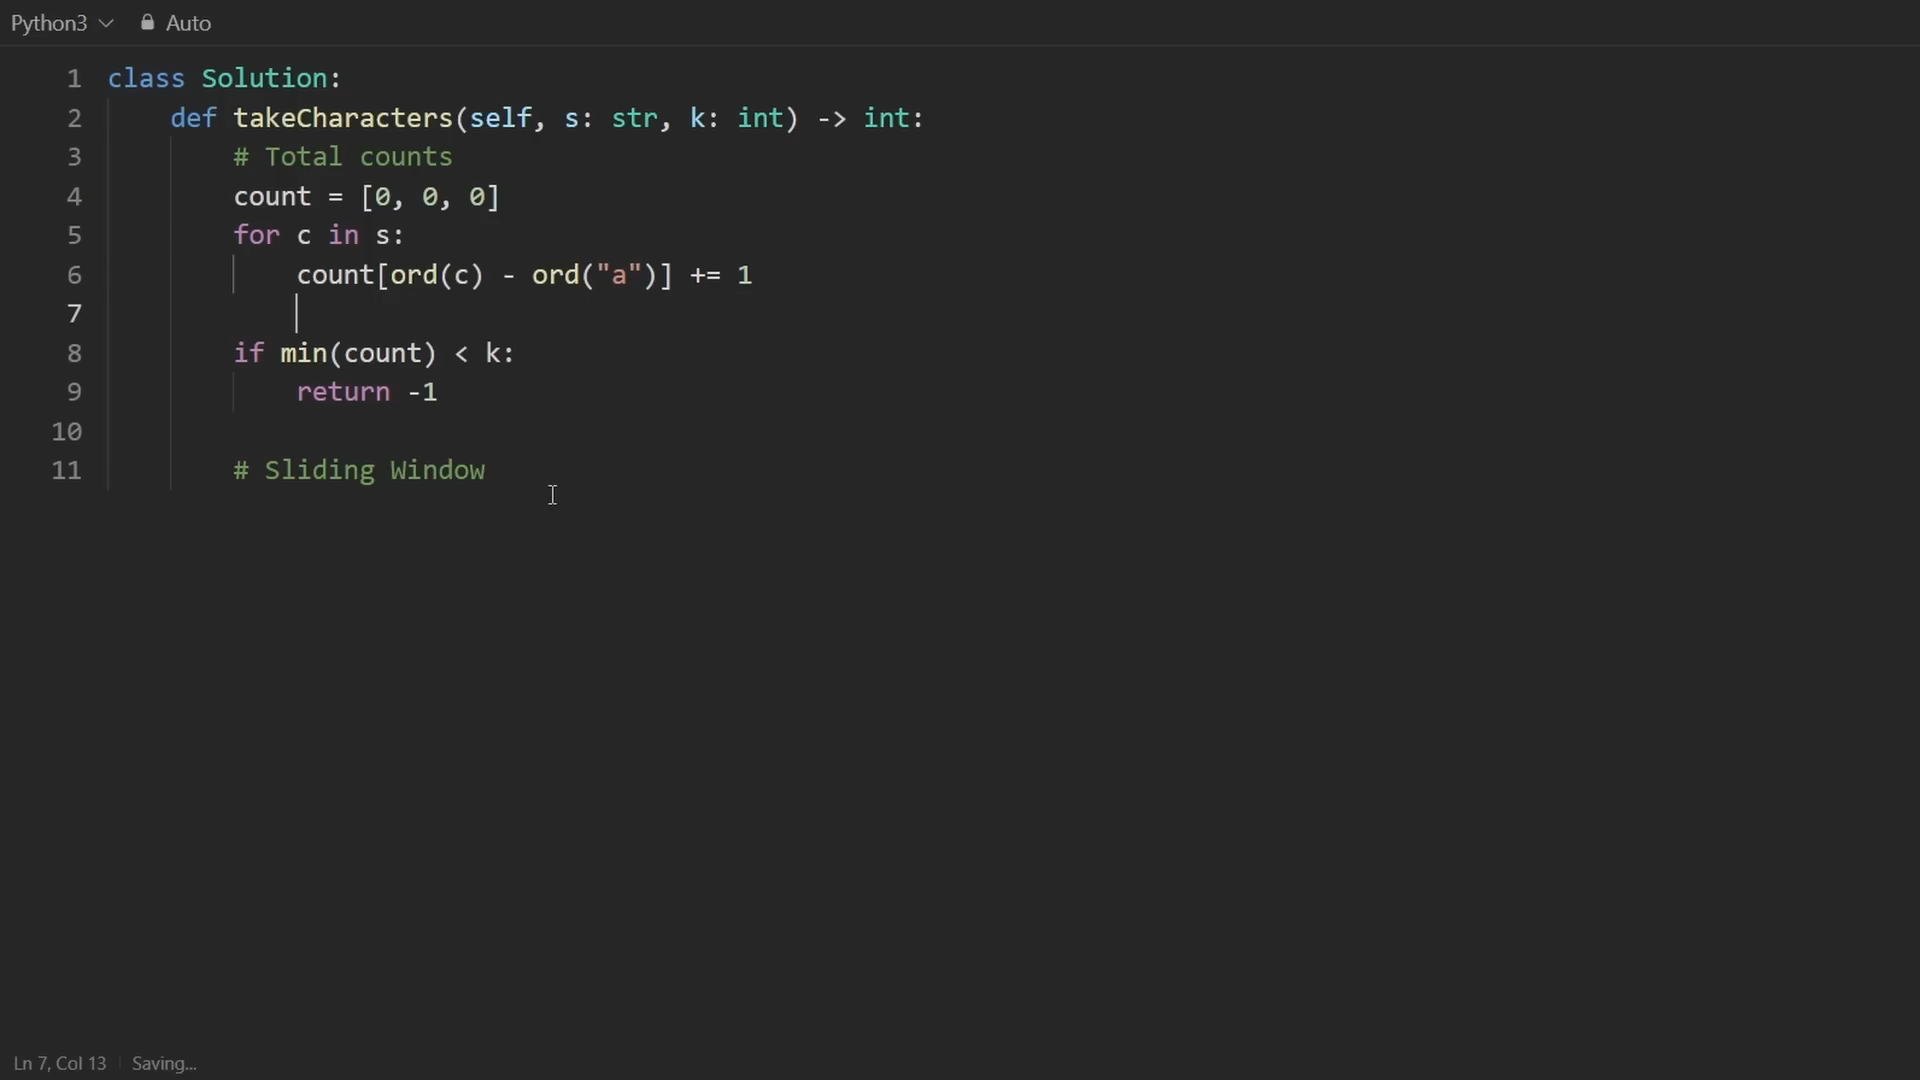 Python3 Auto
1 class Solution:
2 def takeCharacters(self, s: str, k: int) -> int:
3 # Total counts
4 count = [0, 0, 0]
5 for c in s:
6 count[ord(c) - ord("a")] += 1
7
8 if min(count) < k:
9 return -1
10
11 # Sliding Window
Ln 7, Col 13 Saving...